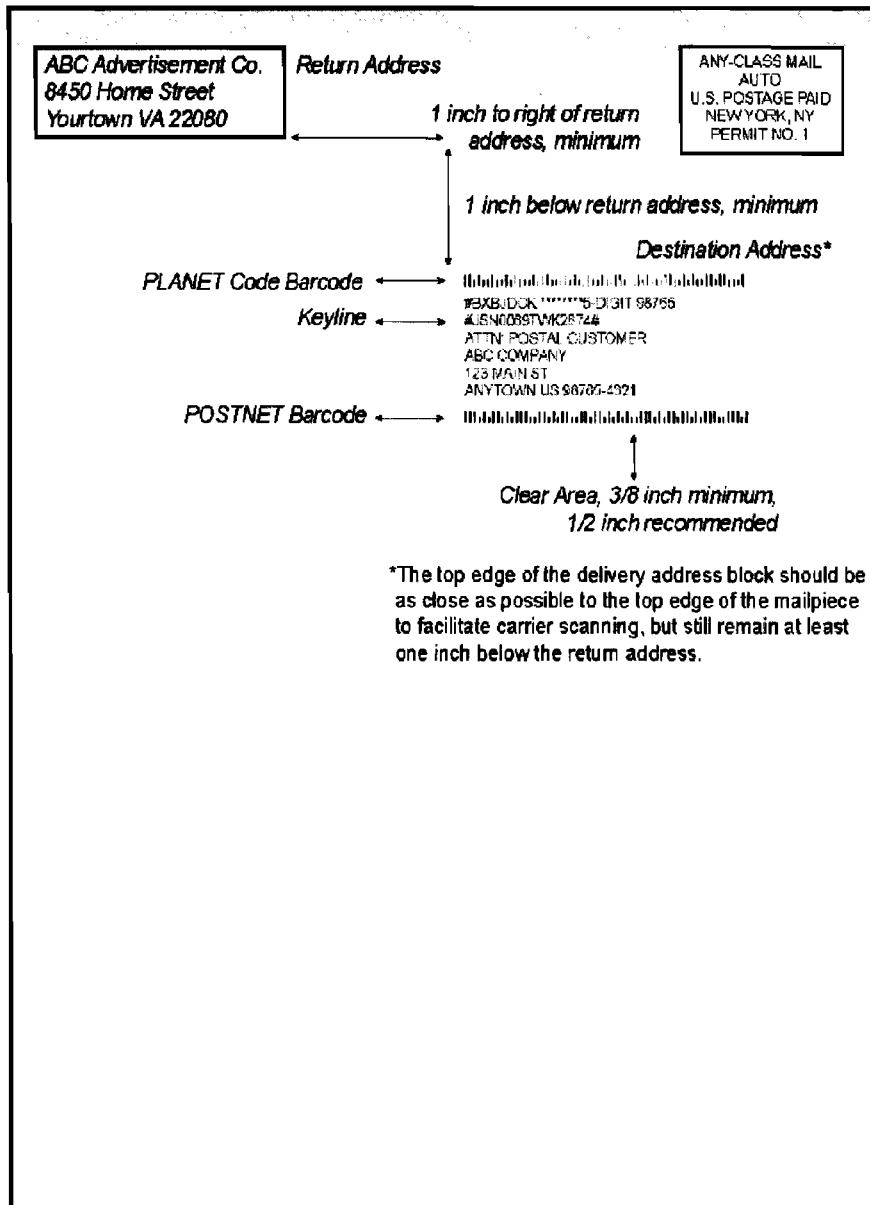 ABC Advertisement Co.
8450 Home Street
Yourtown VA 22080
Return Address
ANY-CLASS MAIL
AUTO
U.S. POSTAGE PAID
NEW YORK, NY
PERMIT NO. 1
1 inch to right of return
address, minimum
1 inch below return address, minimum
Destination Address*
PLANET Code Barcode
5-DIGIT 98765
Keyline
ATTN: POSTAL CUSTOMER
ABC COMPANY
123 MAIN ST
ANYTOWN US 98765-4321
POSTNET Barcode
Clear Area, 3/8 inch minimum,
1/2 inch recommended
*The top edge of the delivery address block should be
as close as possible to the top edge of the mailpiece
to facilitate carrier scanning, but still remain at least
one inch below the return address.